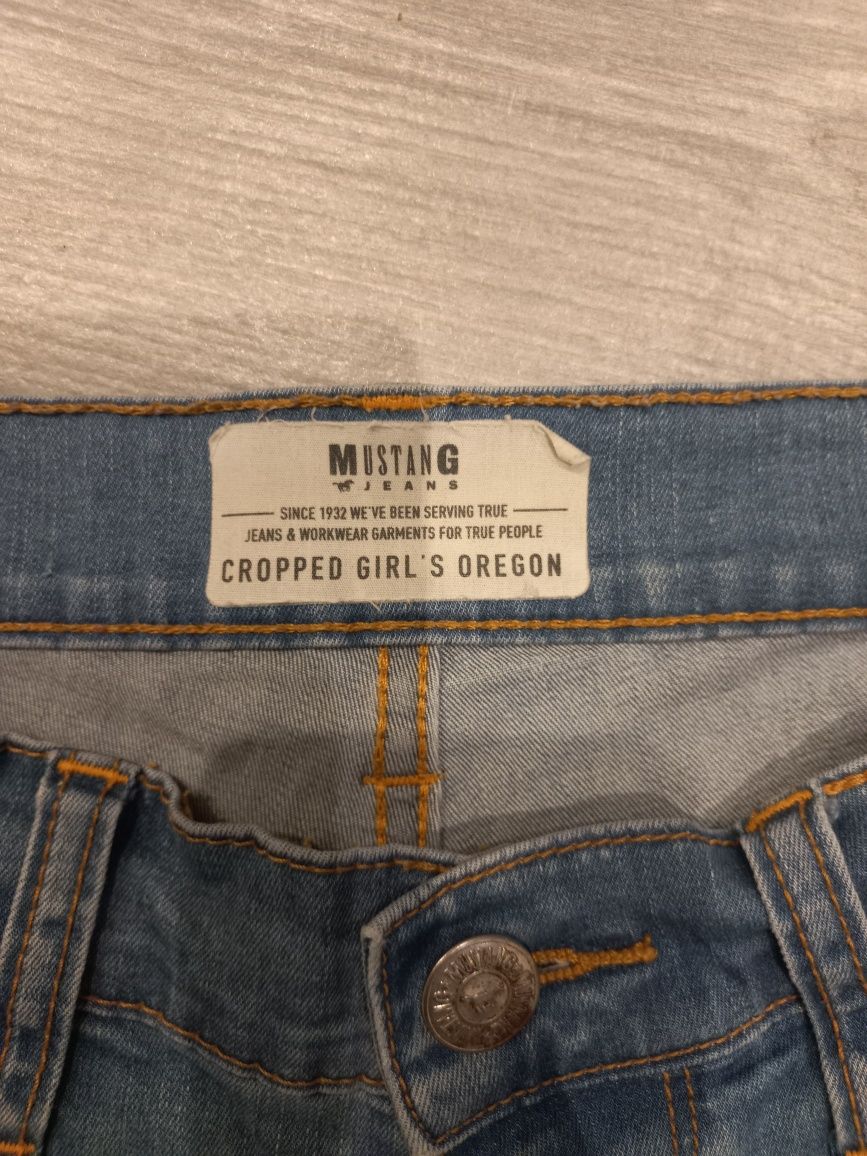 MUSTANG
JEANS
SINCE 1932 WE'VE BEEN SERVING TRUE
JEANS & WORKWEAR GARMENTS FOR TRUE PEOPLE
CROPPED GIRL'S OREGON